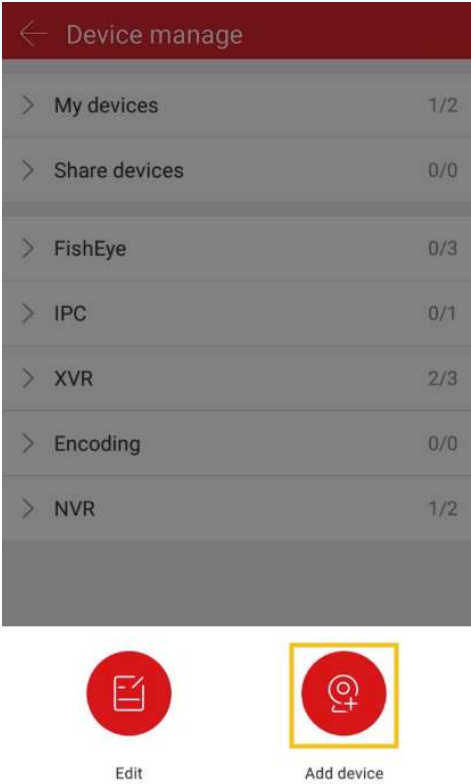 Device manage
My devices 1/2
Share devices 0/0
FishEye 0/3
IPC 0/1
XVR 2/3
Encoding 0/0
NVR 1/2
Edit Add device